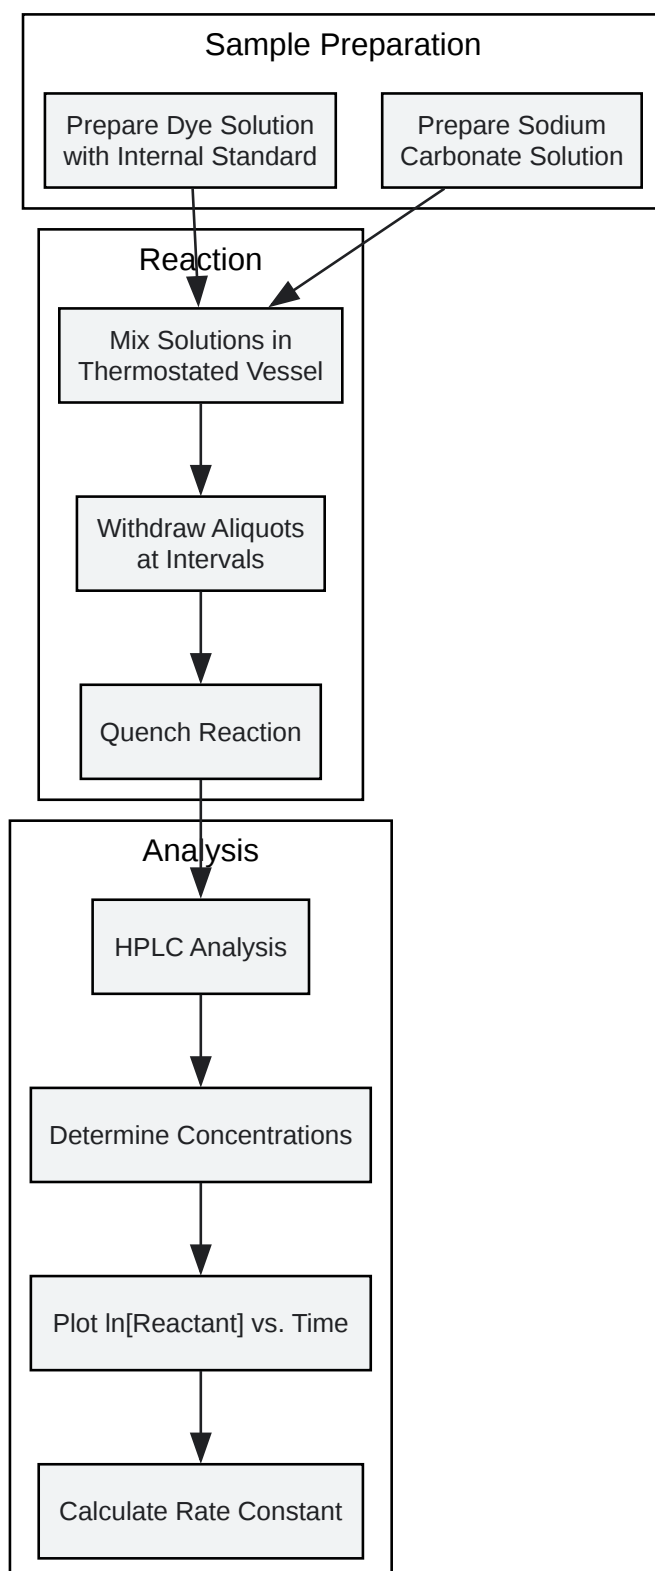 Sample Preparation
Prepare Dye Solution
with Internal Standard
Prepare Sodium
Carbonate Solution
Reaction
Mix Solutions in
Thermostated Vessel
Withdraw Aliquots
at Intervals
Quench Reaction
Analysis
HPLC Analysis
Determine Concentrations
Plot ln[Reactant] vs. Time
Calculate Rate Constant